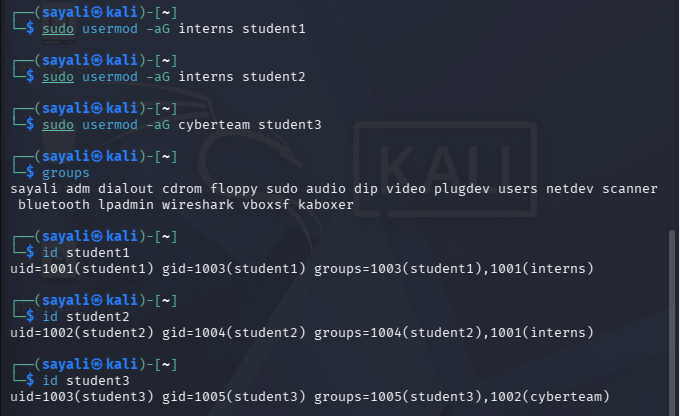 ┌──(sayali㉿kali)-[~]
└─$ sudo usermod -aG interns student1
┌──(sayali㉿kali)-[~]
└─$ sudo usermod -aG interns student2
┌──(sayali㉿kali)-[~]
└─$ sudo usermod -aG cyberteam student3
┌──(sayali㉿kali)-[~]
└─$ groups
sayali adm dialout cdrom floppy sudo audio dip video plugdev users netdev scanner
bluetooth lpadmin wireshark vboxsf kaboxer
┌──(sayali㉿kali)-[~]
└─$ id student1
uid=1001(student1) gid=1003(student1) groups=1003(student1),1001(interns)
┌──(sayali㉿kali)-[~]
└─$ id student2
uid=1002(student2) gid=1004(student2) groups=1004(student2),1001(interns)
┌──(sayali㉿kali)-[~]
└─$ id student3
uid=1003(student3) gid=1005(student3) groups=1005(student3),1002(cyberteam)
KALI